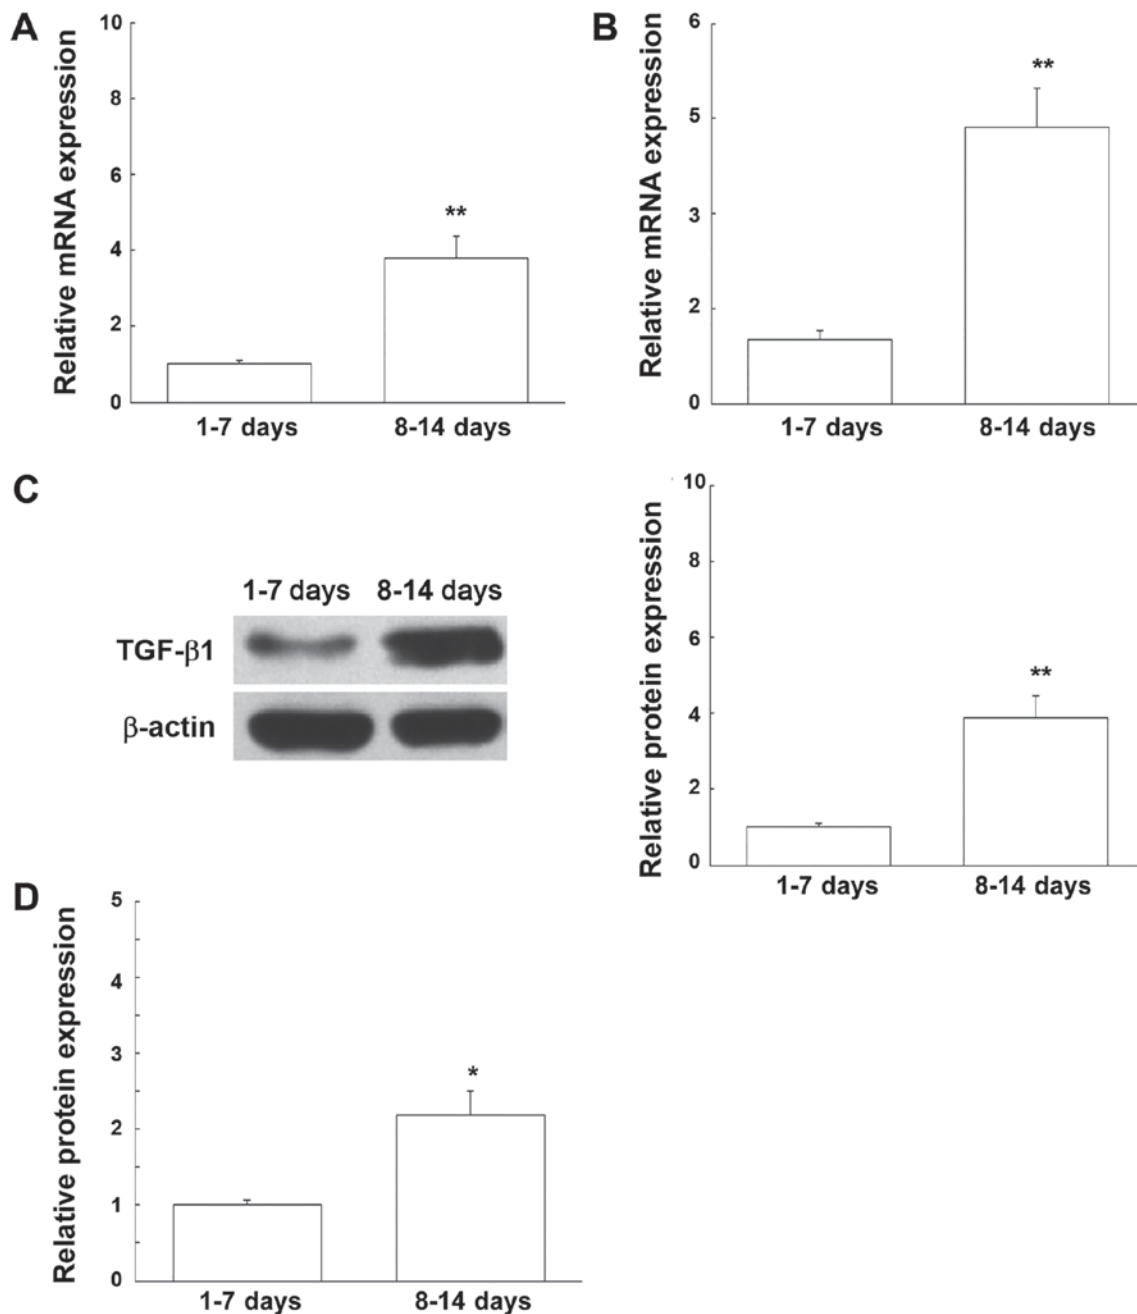 A
Relative mRNA expression
10
8
6
4
2
0
**
1-7 days
8-14 days
B
Relative mRNA expression
6
5
3
2
0
**
1-7 days
8-14 days
C
1-7 days 8-14 days
TGF-β1
β-actin
Relative protein expression
10
8
6
4
2
0
**
1-7 days
8-14 days
D
Relative protein expression
5
4
3
2
1
0
*
1-7 days
8-14 days